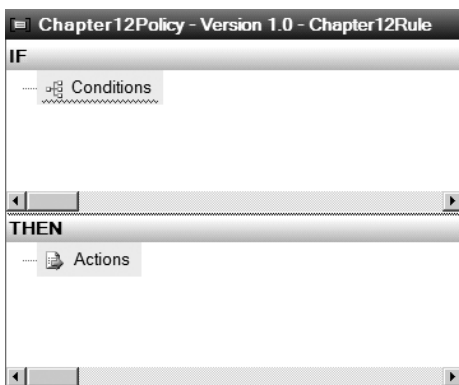 Chapter12Policy - Version 1.0 - Chapter12Rule
IF
Conditions
THEN
Actions